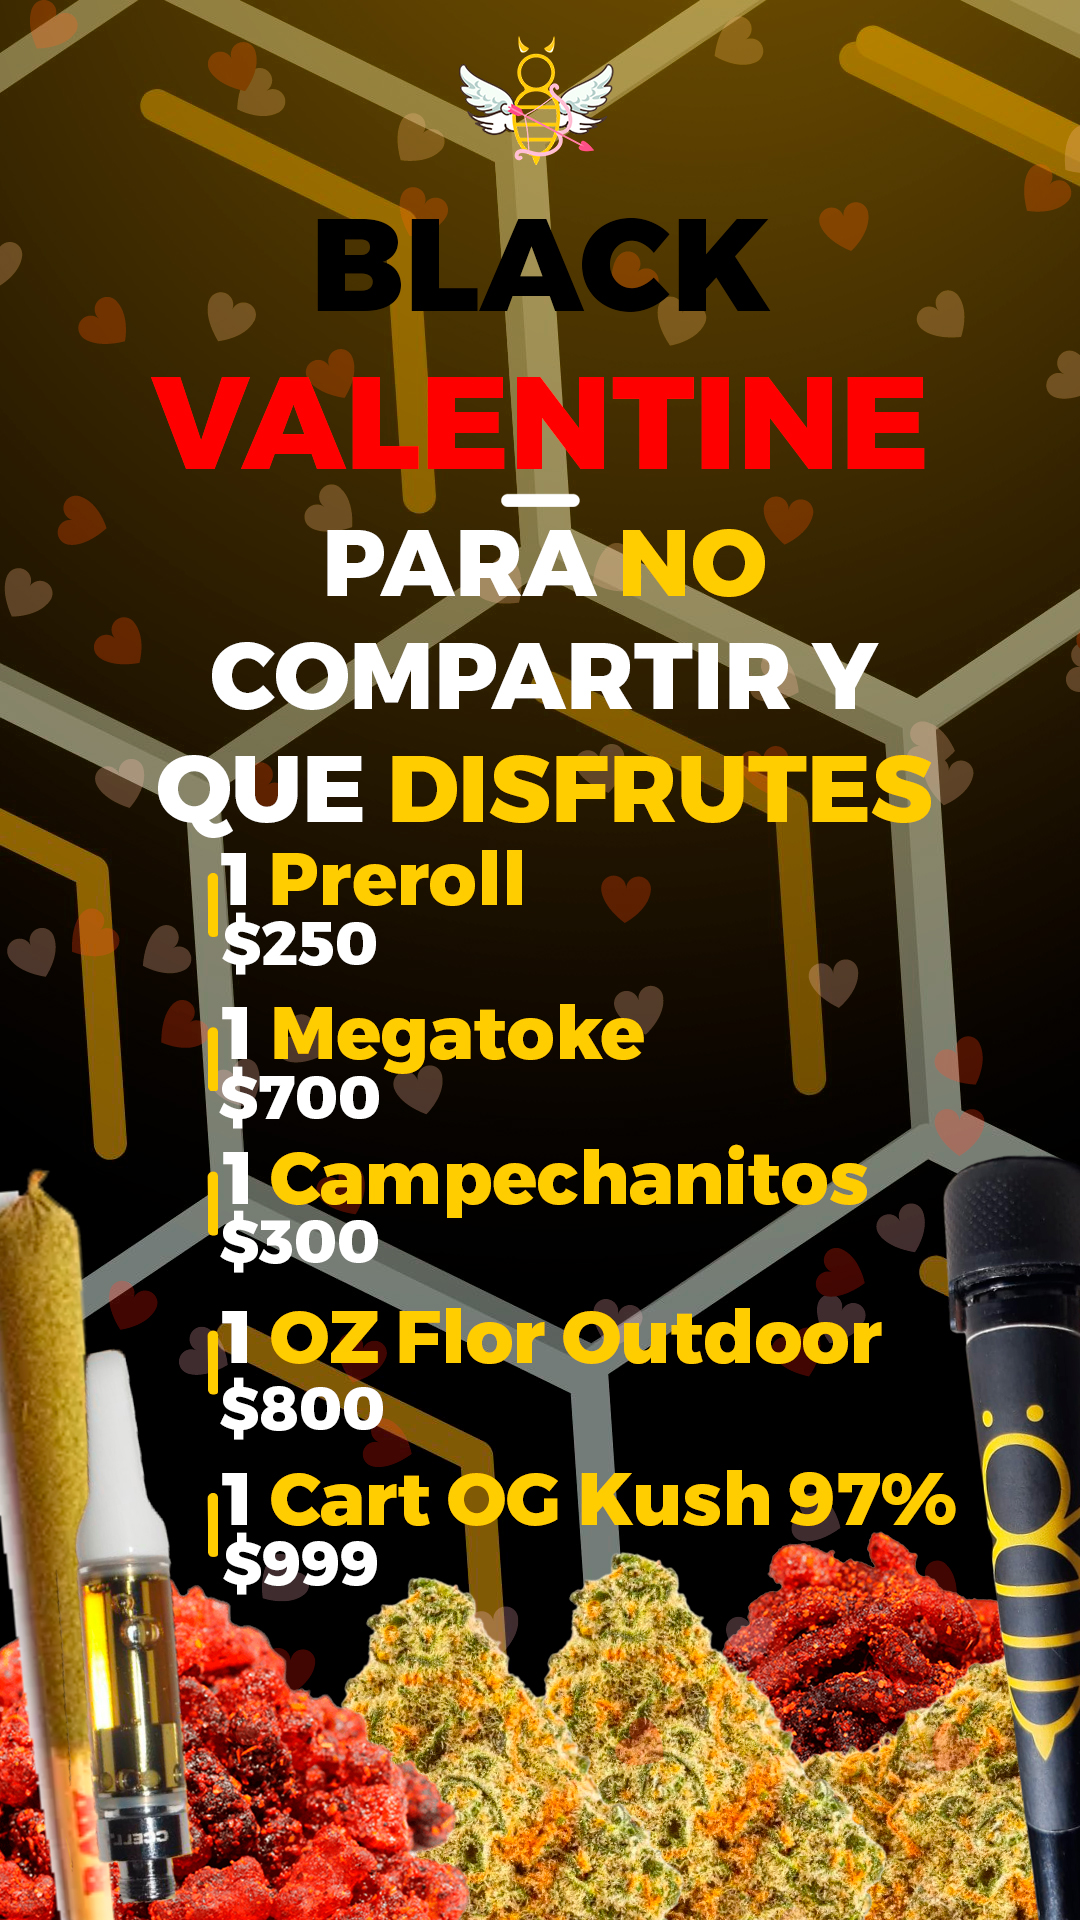 BLACK
VALENTINE
PARA NO
COMPARTIR Y
QUE DISFRUTES
1 Preroll
$250
1 Megatoke
$700
1 Campechanitos
$300
1 OZ Flor Outdoor
$800
1 Cart OG Kush 97%
$999
CCELL